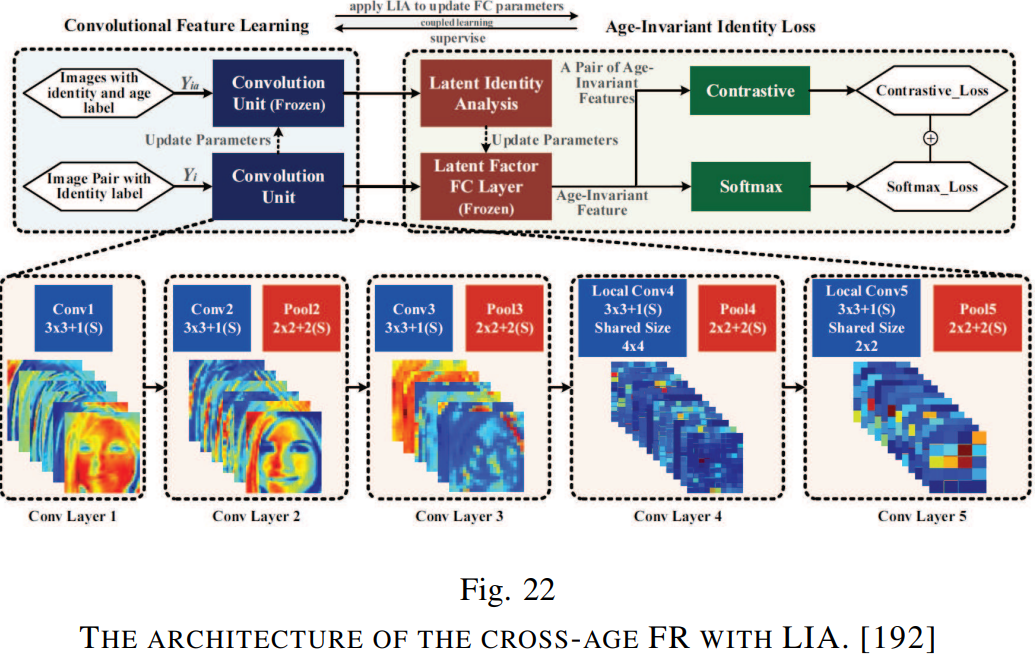 Convolutional Feature Learning
apply LIA to update FC parameters
coupled learning
supervise
Age-Invariant Identity Loss
Images with
identity and age
label
Yia
Convolution
Unit (Frozen)
Latent Identity
Analysis
A Pair of Age-
Invariant
Features
Contrastive
Contrastive_Loss
Update Parameters
Update Parameters
+
Image Pair with
Identity label
Yi
Convolution
Unit
Latent Factor
FC Layer
(Frozen)
Age-Invariant
Feature
Softmax
Softmax_Loss
Conv1
3x3+1(S)
Conv2
3x3+1(S)
Pool2
2x2+2(S)
Conv3
3x3+1(S)
Pool3
2x2+2(S)
Local Conv4
3x3+1(S)
Shared Size
4x4
Pool4
2x2+2(S)
Local Conv5
3x3+1(S)
Shared Size
2x2
Pool5
2x2+2(S)
Conv Layer 1
Conv Layer 2
Conv Layer 3
Conv Layer 4
Conv Layer 5
Fig. 22
THE ARCHITECTURE OF THE CROSS-AGE FR WITH LIA. [192]